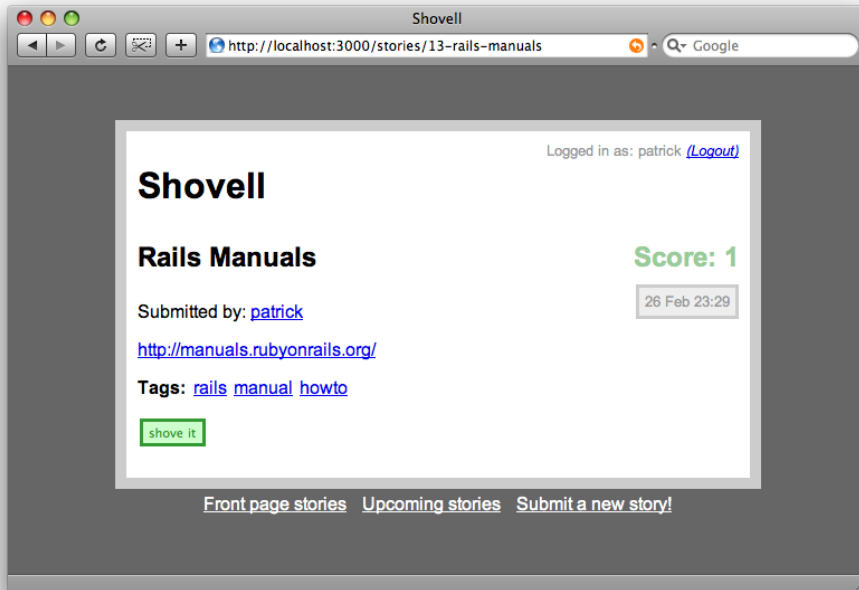 Shovell
http://localhost:3000/stories/13-rails-manuals
Google
Logged in as: patrick (Logout)
Shovell
Rails Manuals
Score: 1
26 Feb 23:29
Submitted by: patrick
http://manuals.rubyonrails.org/
Tags: rails manual howto
shove it
Front page stories Upcoming stories Submit a new story!